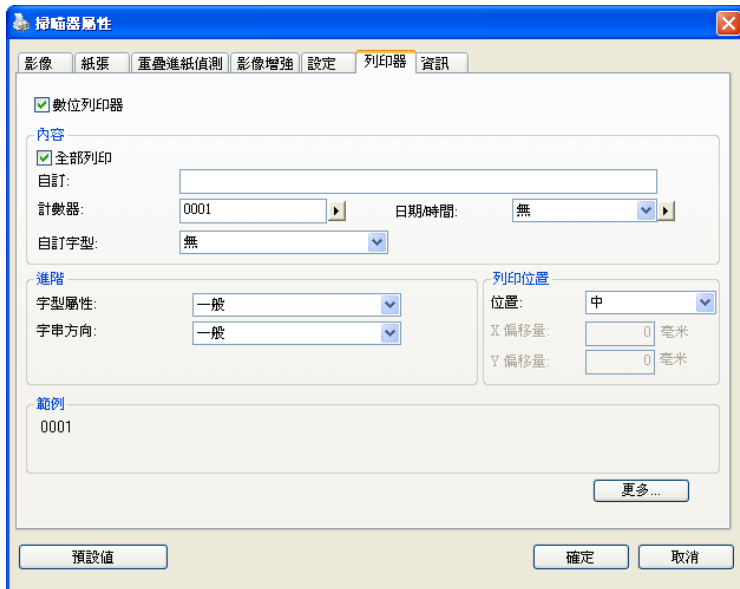 掃瞄器屬性
影像 紙張 重疊進紙偵測 影像增強 設定 列印器 資訊
數位列印器
內容
全部列印
自訂:
計數器: 0001 日期/時間: 無
自訂字型: 無
進階
字型屬性: 一般
字串方向: 一般
列印位置
位置: 中
X 偏移量: 0 毫米
Y 偏移量: 0 毫米
範例
0001
更多...
預設值 確定 取消